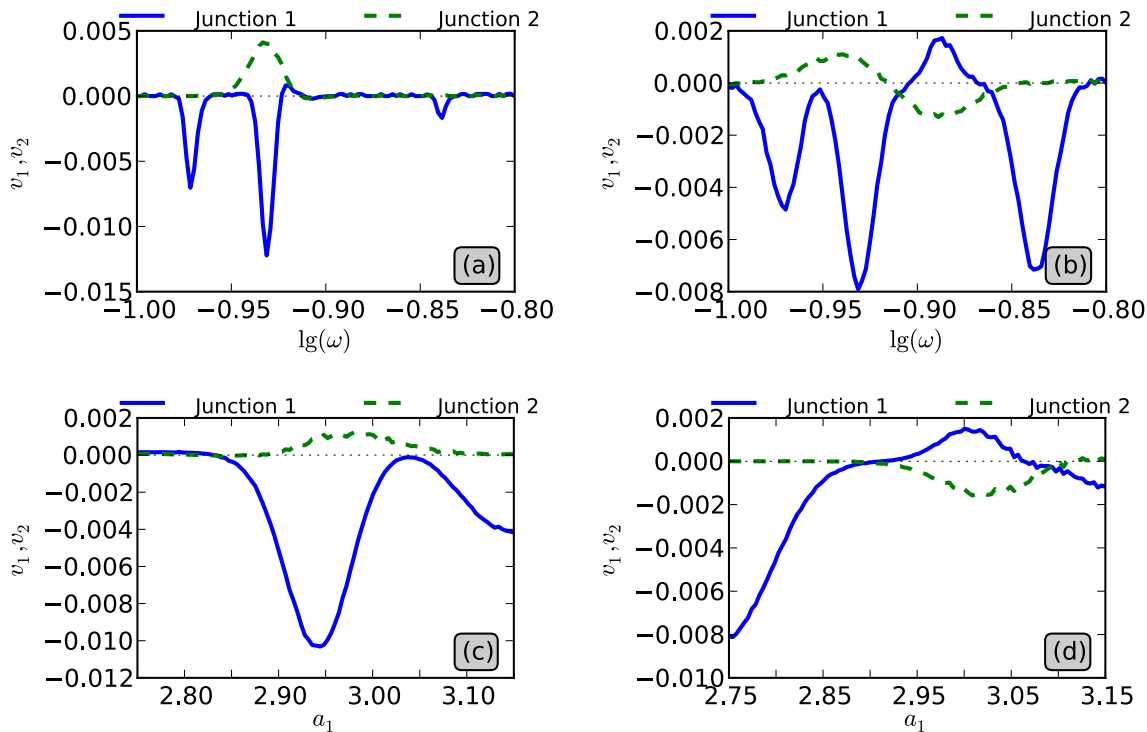 Junction 1 Junction 2
0.005
0.000
−0.005
−0.010
−0.015
v₁, v₂
−1.00 −0.95 −0.90 −0.85 −0.80
lg(ω)
(a)
Junction 1 Junction 2
0.002
0.000
−0.002
−0.004
−0.006
−0.008
v₁, v₂
−1.00 −0.95 −0.90 −0.85 −0.80
lg(ω)
(b)
Junction 1 Junction 2
0.002
0.000
−0.002
−0.004
−0.006
−0.008
−0.010
−0.012
v₁, v₂
2.80 2.90 3.00 3.10
a₁
(c)
Junction 1 Junction 2
0.002
0.000
−0.002
−0.004
−0.006
−0.008
−0.010
v₁, v₂
2.75 2.85 2.95 3.05 3.15
a₁
(d)